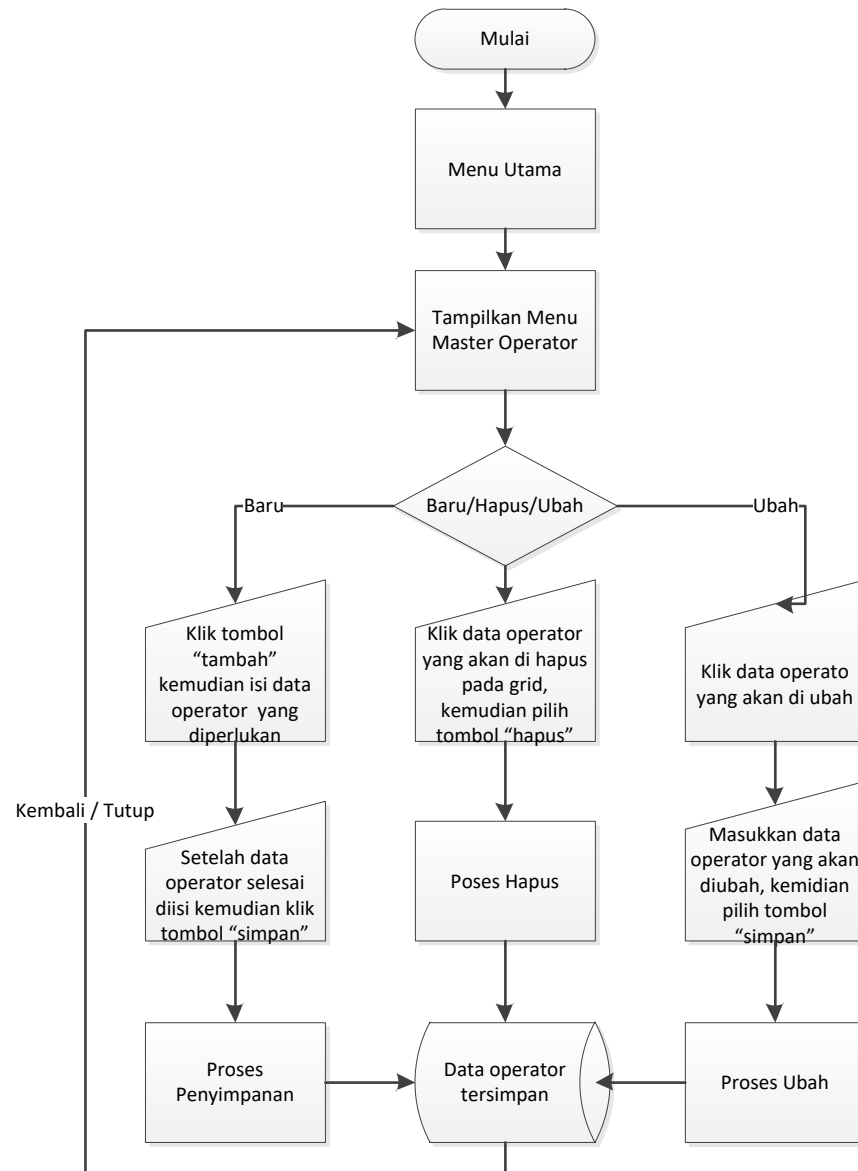 Mulai
Menu Utama
Tampilkan Menu
Master Operator
Baru/Hapus/Ubah
Baru
Ubah
Klik tombol
“tambah”
kemudian isi data
operator yang
diperlukan
Klik data operator
yang akan di hapus
pada grid,
kemudian pilih
tombol “hapus”
Klik data operato
yang akan di ubah
Kembali / Tutup
Setelah data
operator selesai
diisi kemudian klik
tombol “simpan”
Poses Hapus
Masukkan data
operator yang akan
diubah, kemidian
pilih tombol
“simpan”
Proses
Penyimpanan
Data operator
tersimpan
Proses Ubah